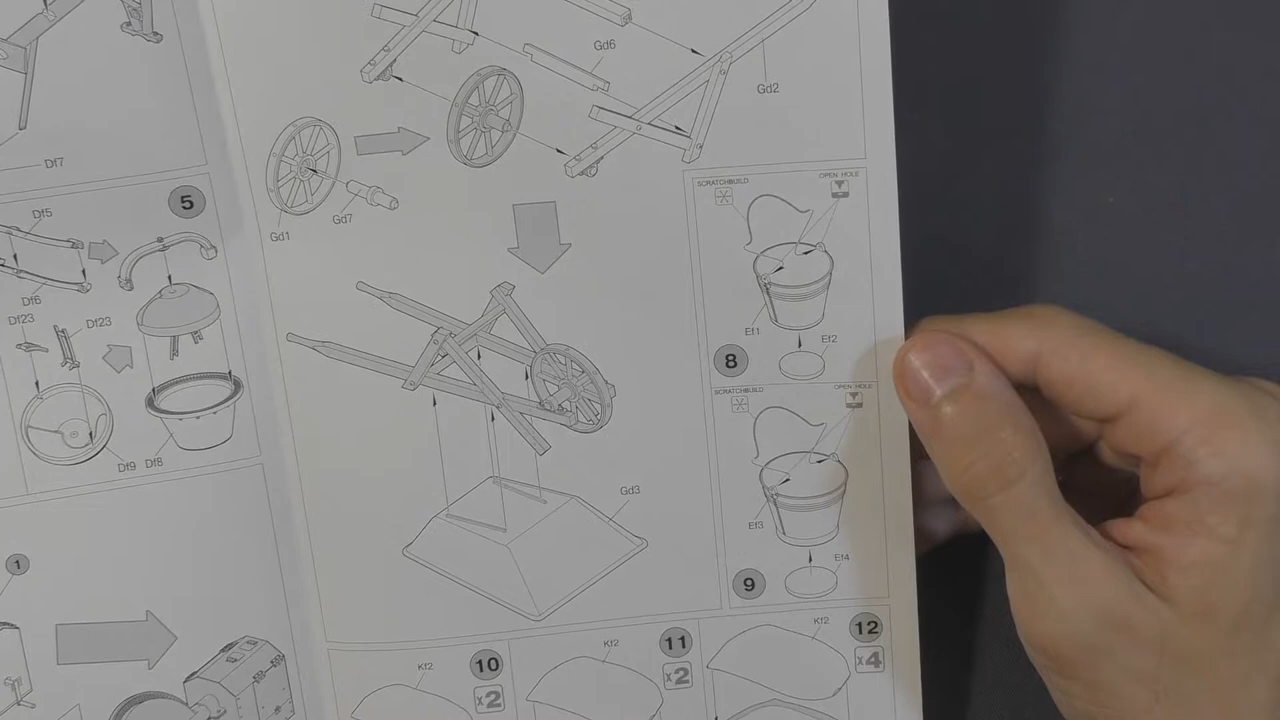 Df7
5
Df5
Df6
Df23
Df23
Df9
Df8
1
Gd6
Gd2
Gd1
Gd7
Gd3
SCRATCHBUILD
OPEN HOLE
Ef1
Ef2
8
SCRATCHBUILD
OPEN HOLE
Ef3
Ef4
9
Kf2
10
x2
Kf2
11
x2
Kf2
12
x4